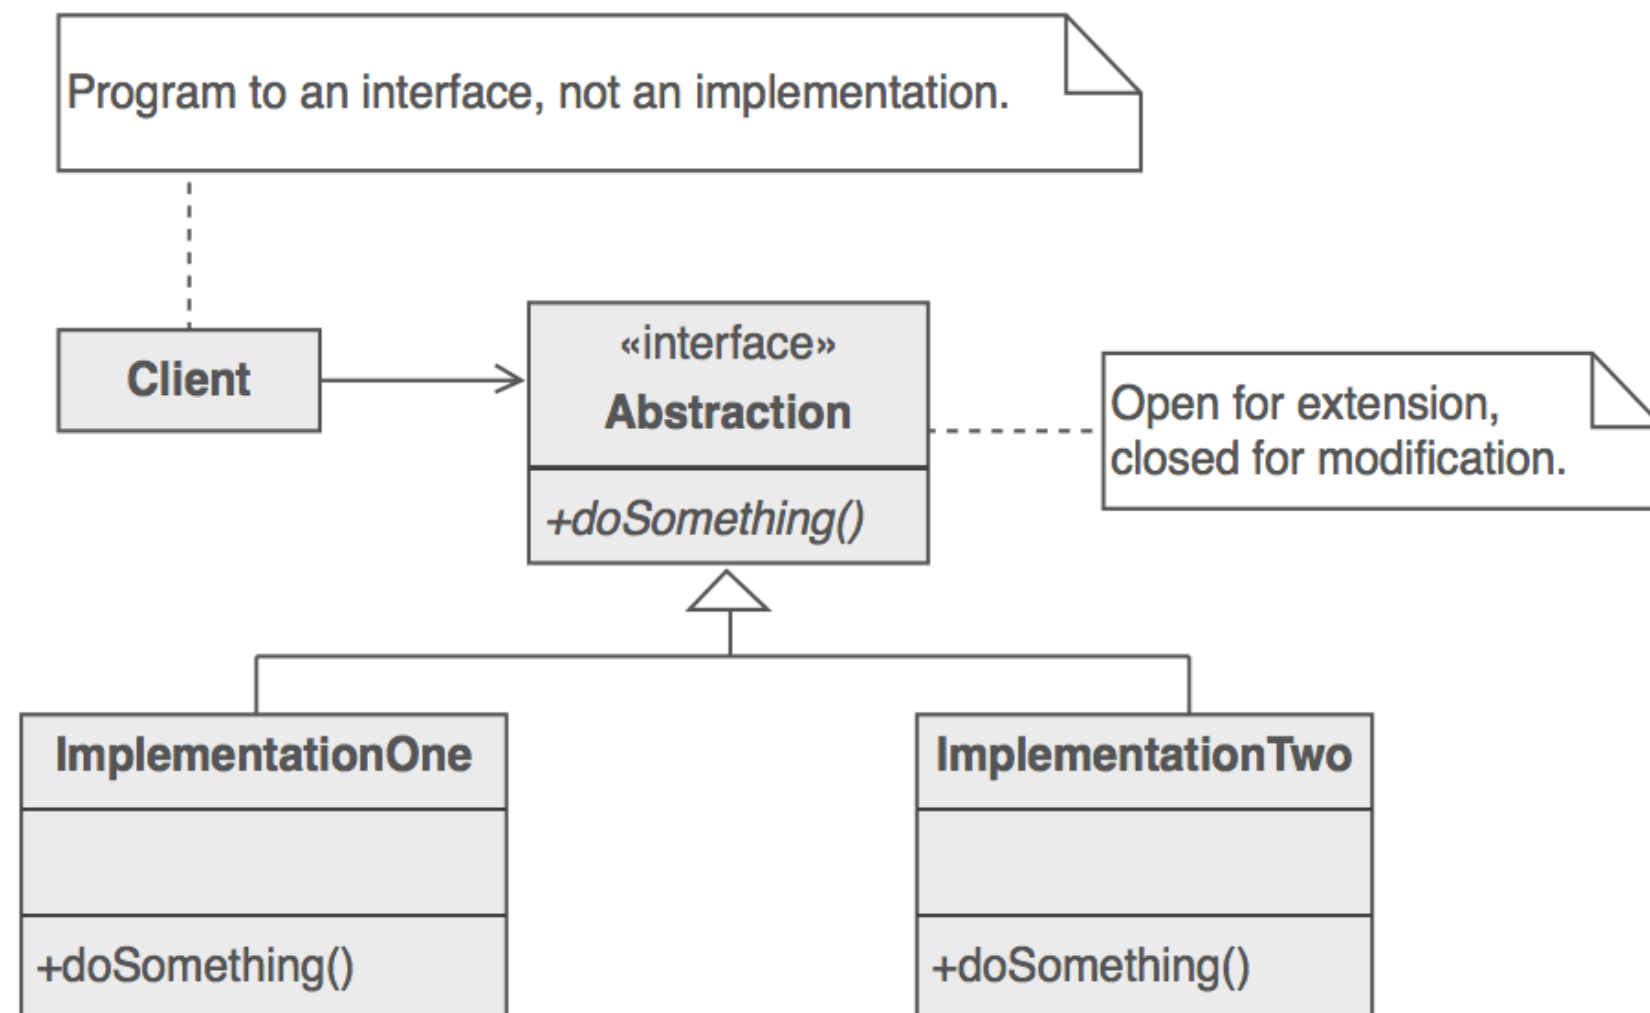 Program to an interface, not an implementation.
Client
«interface»
Abstraction
+doSomething()
Open for extension,
closed for modification.
ImplementationOne
+doSomething()
ImplementationTwo
+doSomething()